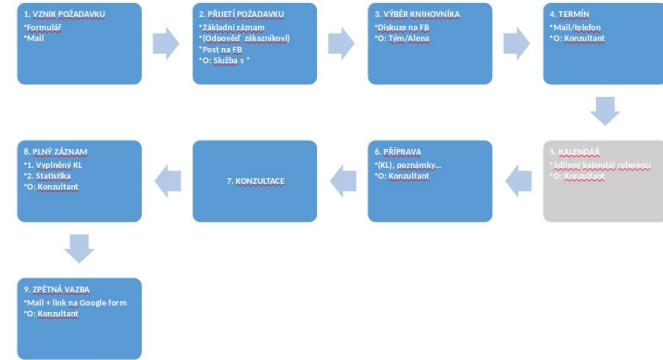 1. VZNIK POŽADAVKU
*Formulář
*Mail
2. PŘIJETÍ POŽADAVKU
*Základní záznam
*(Odpověď zákazníkovi)
*Post na FB
*O: Služba s *
3. VÝBĚR KNIHOVNÍKA
*Diskuze na FB
*O: Tým/Alena
4. TERMÍN
*Mail/telefon
*O: Konzultant
5. KALENDÁŘ
*Sdílený kalendář referencí
*O: Konzultant
6. PŘÍPRAVA
*(KL), poznámky...
*O: Konzultant
7. KONZULTACE
8. PLNÝ ZÁZNAM
*1. Vyplněný KL
*2. Statistika
*O: Konzultant
9. ZPĚTNÁ VAZBA
*Mail + link na Google form
*O: Konzultant